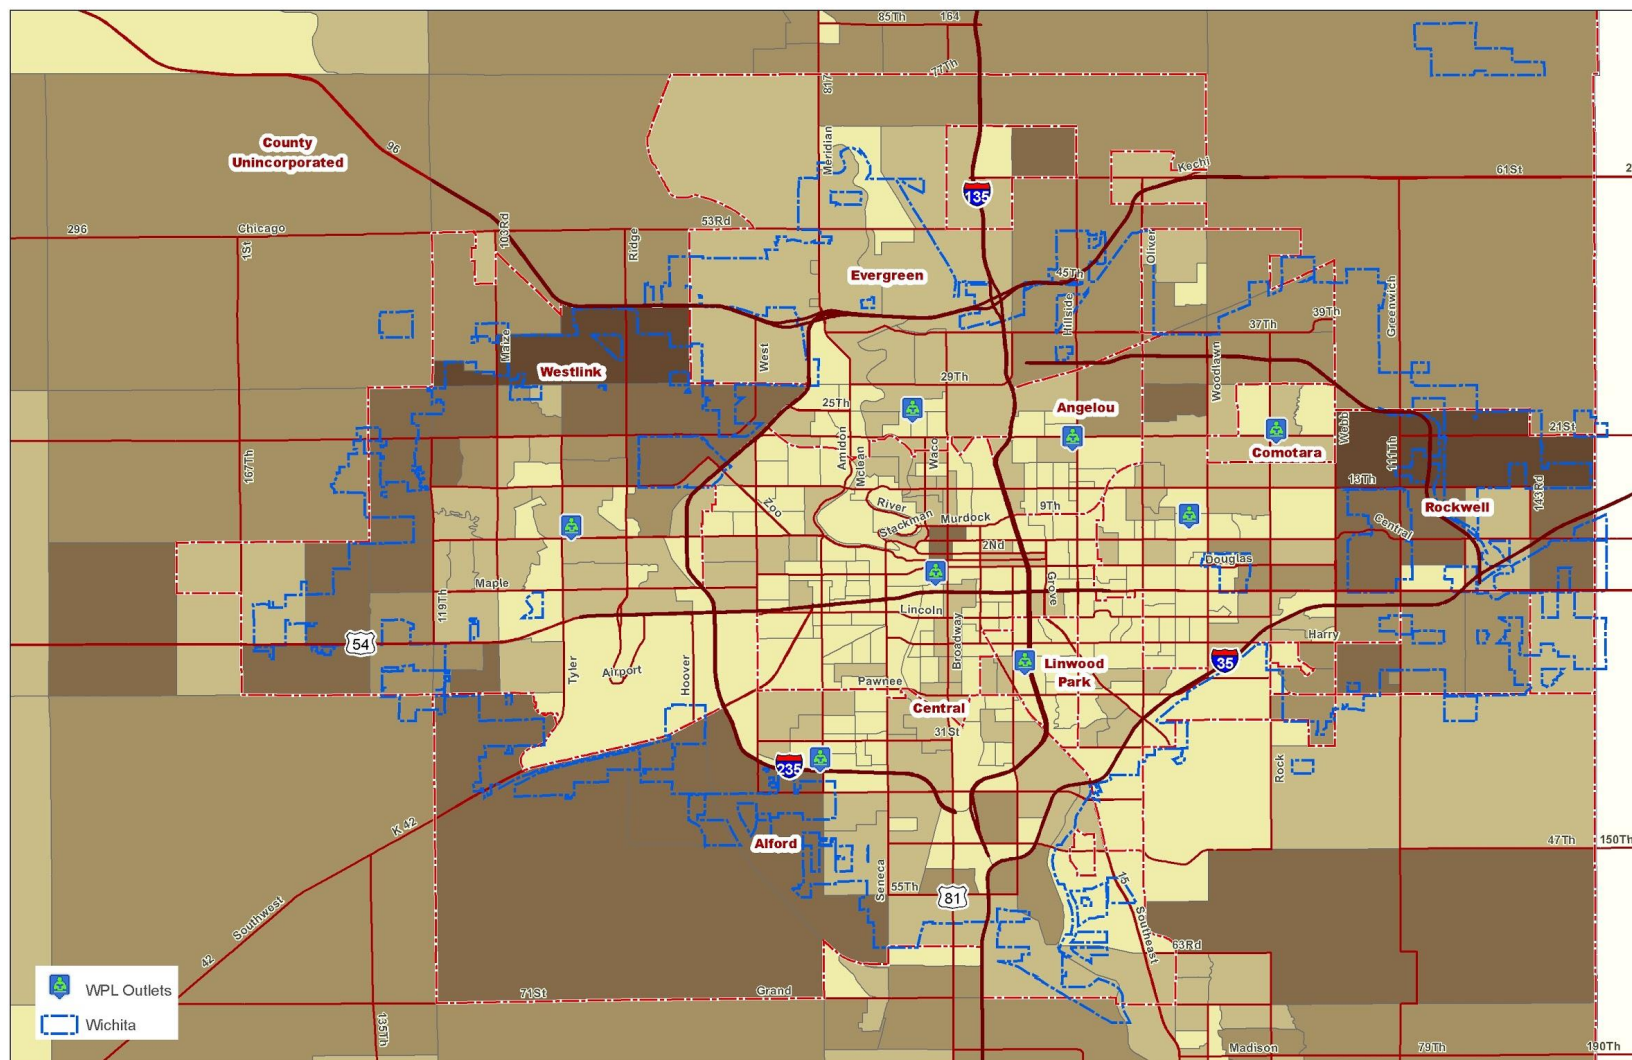 85Th
164
77Th
817
County
Unincorporated
96
Meridian
Kechi
61St
2
135
296
Chicago
1St
103Rd
Ridge
53Rd
Oliver
Evergreen
45Th
Hillside
Greenwich
37Th
39Th
Maize
West
Woodlawn
Westlink
29Th
25Th
Angelou
Amidon
Mclean
Waco
Webb
21St
Comotara
111Th
167Th
13Th
143Rd
Zoo
River
Stackman
Murdock
9Th
Rockwell
Central
2Nd
Douglas
Maple
119Th
Grove
Lincoln
Broadway
54
Harry
35
Tyler
Airport
Hoover
Pawnee
Linwood
Park
Central
31St
235
Rock
K 42
Alford
47Th
150Th
Seneca
55Th
81
15
Southeast
Southwest
63Rd
42
WPL Outlets
71St
Grand
Wichita
135Th
Madison
79Th
190Th